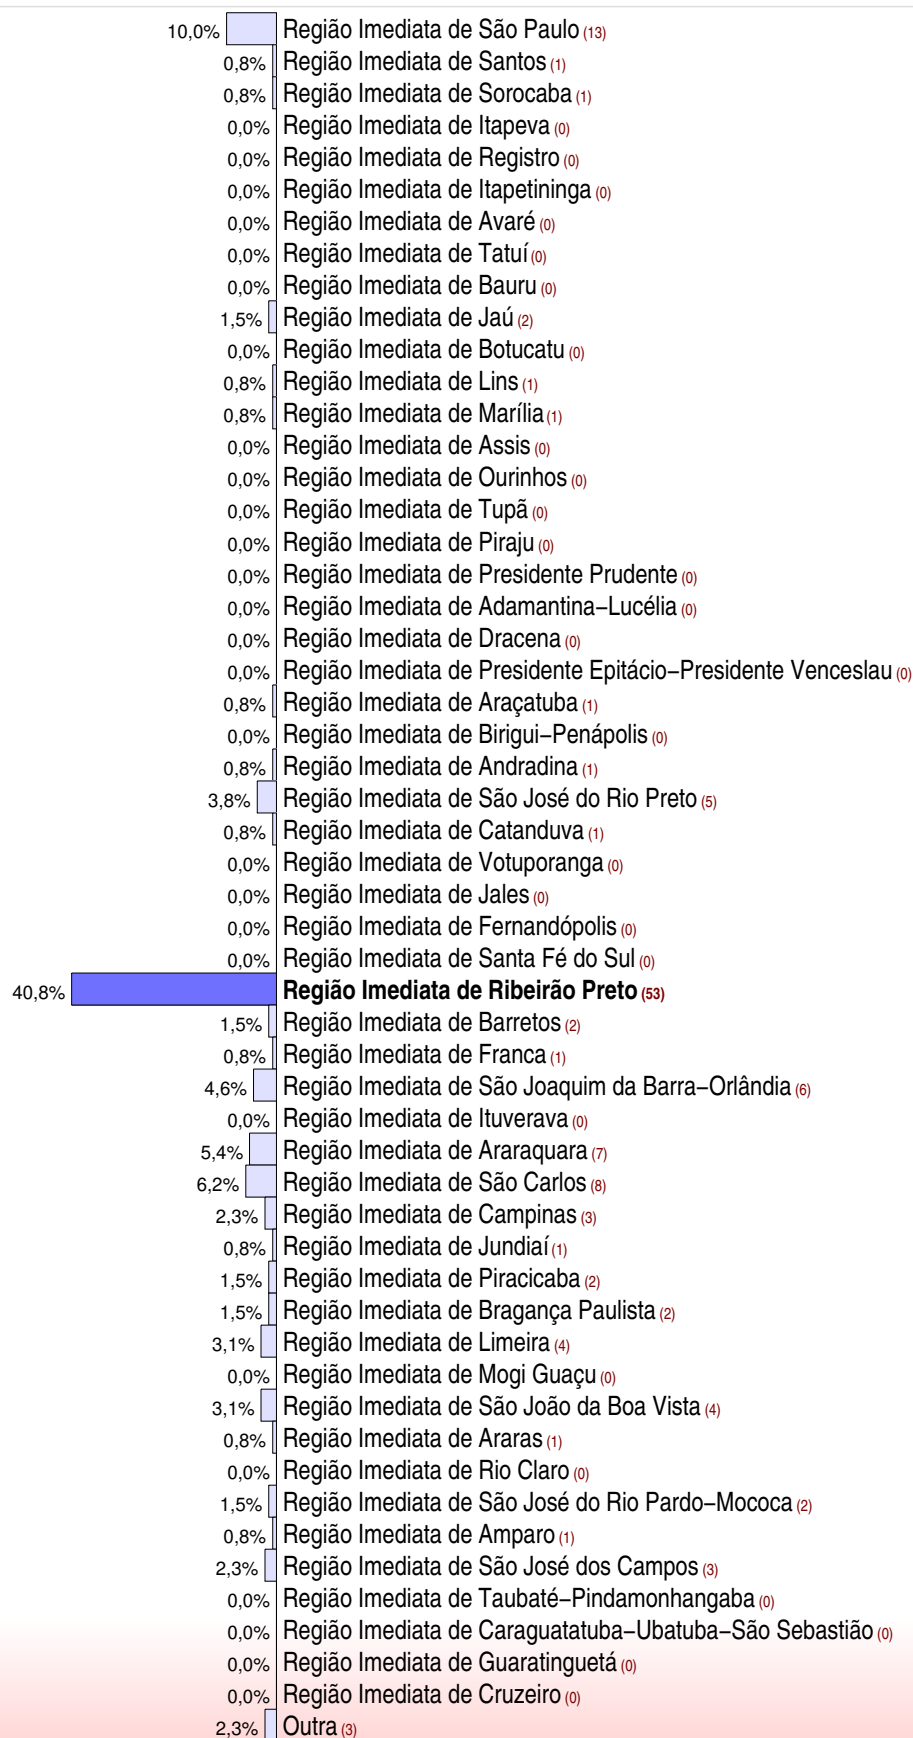 10,0% Região Imediata de São Paulo (13)
0,8% Região Imediata de Santos (1)
0,8% Região Imediata de Sorocaba (1)
0,0% Região Imediata de Itapeva (0)
0,0% Região Imediata de Registro (0)
0,0% Região Imediata de Itapetininga (0)
0,0% Região Imediata de Avaré (0)
0,0% Região Imediata de Tatuí (0)
0,0% Região Imediata de Bauru (0)
1,5% Região Imediata de Jaú (2)
0,0% Região Imediata de Botucatu (0)
0,8% Região Imediata de Lins (1)
0,8% Região Imediata de Marília (1)
0,0% Região Imediata de Assis (0)
0,0% Região Imediata de Ourinhos (0)
0,0% Região Imediata de Tupã (0)
0,0% Região Imediata de Piraju (0)
0,0% Região Imediata de Presidente Prudente (0)
0,0% Região Imediata de Adamantina−Lucélia (0)
0,0% Região Imediata de Dracena (0)
0,0% Região Imediata de Presidente Epitácio−Presidente Venceslau (0)
0,8% Região Imediata de Araçatuba (1)
0,0% Região Imediata de Birigui−Penápolis (0)
0,8% Região Imediata de Andradina (1)
3,8% Região Imediata de São José do Rio Preto (5)
0,8% Região Imediata de Catanduva (1)
0,0% Região Imediata de Votuporanga (0)
0,0% Região Imediata de Jales (0)
0,0% Região Imediata de Fernandópolis (0)
0,0% Região Imediata de Santa Fé do Sul (0)
40,8% Região Imediata de Ribeirão Preto (53)
1,5% Região Imediata de Barretos (2)
0,8% Região Imediata de Franca (1)
4,6% Região Imediata de São Joaquim da Barra−Orlândia (6)
0,0% Região Imediata de Ituverava (0)
5,4% Região Imediata de Araraquara (7)
6,2% Região Imediata de São Carlos (8)
2,3% Região Imediata de Campinas (3)
0,8% Região Imediata de Jundiaí (1)
1,5% Região Imediata de Piracicaba (2)
1,5% Região Imediata de Bragança Paulista (2)
3,1% Região Imediata de Limeira (4)
0,0% Região Imediata de Mogi Guaçu (0)
3,1% Região Imediata de São João da Boa Vista (4)
0,8% Região Imediata de Araras (1)
0,0% Região Imediata de Rio Claro (0)
1,5% Região Imediata de São José do Rio Pardo−Mococa (2)
0,8% Região Imediata de Amparo (1)
2,3% Região Imediata de São José dos Campos (3)
0,0% Região Imediata de Taubaté−Pindamonhangaba (0)
0,0% Região Imediata de Caraguatatuba−Ubatuba−São Sebastião (0)
0,0% Região Imediata de Guaratinguetá (0)
0,0% Região Imediata de Cruzeiro (0)
2,3% Outra (3)